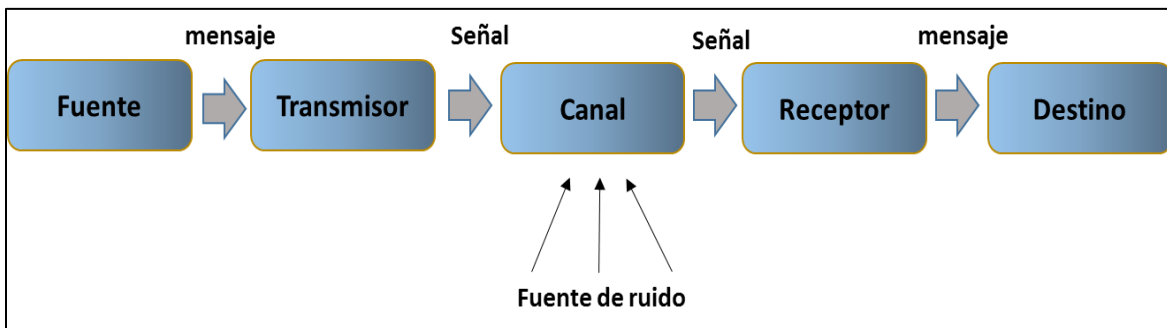 mensaje Señal Señal mensaje
Fuente Transmisor Canal Receptor Destino
Fuente de ruido